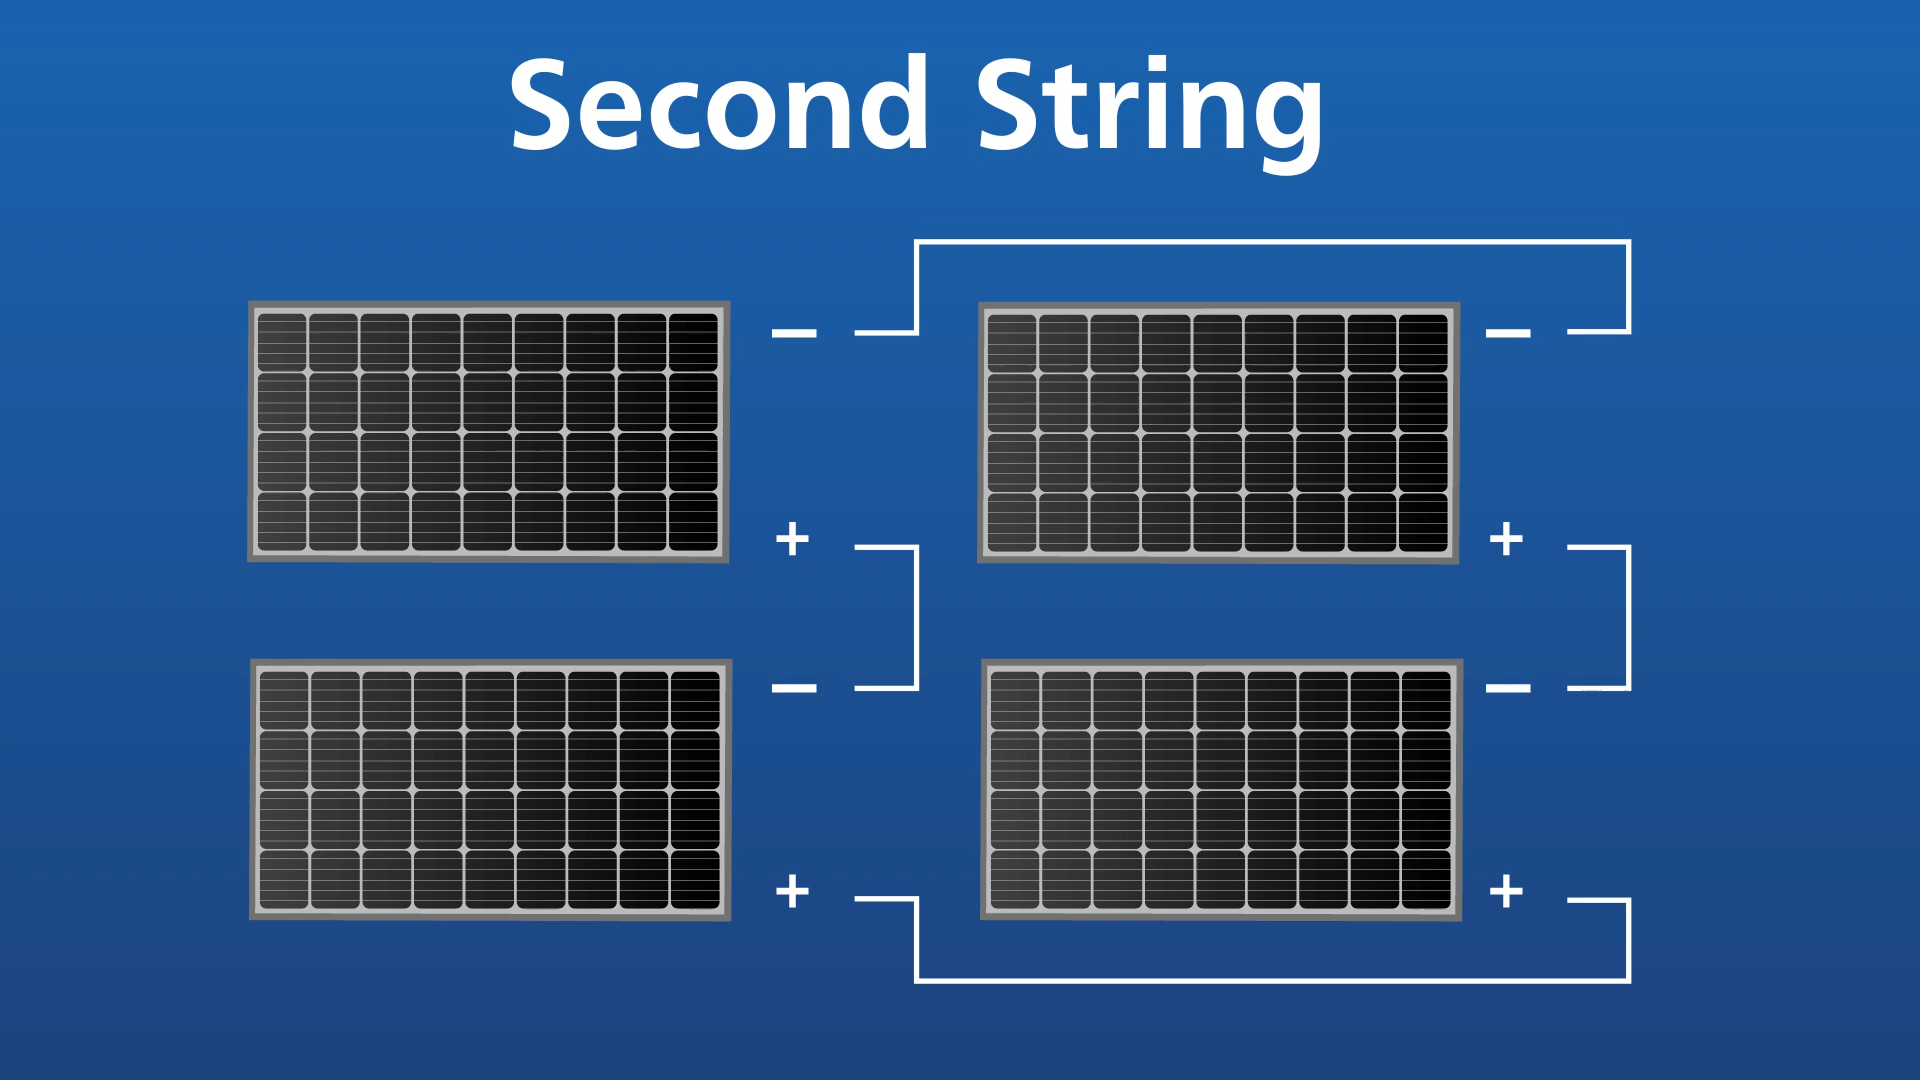 Second String
− −
+ +
− −
+ +